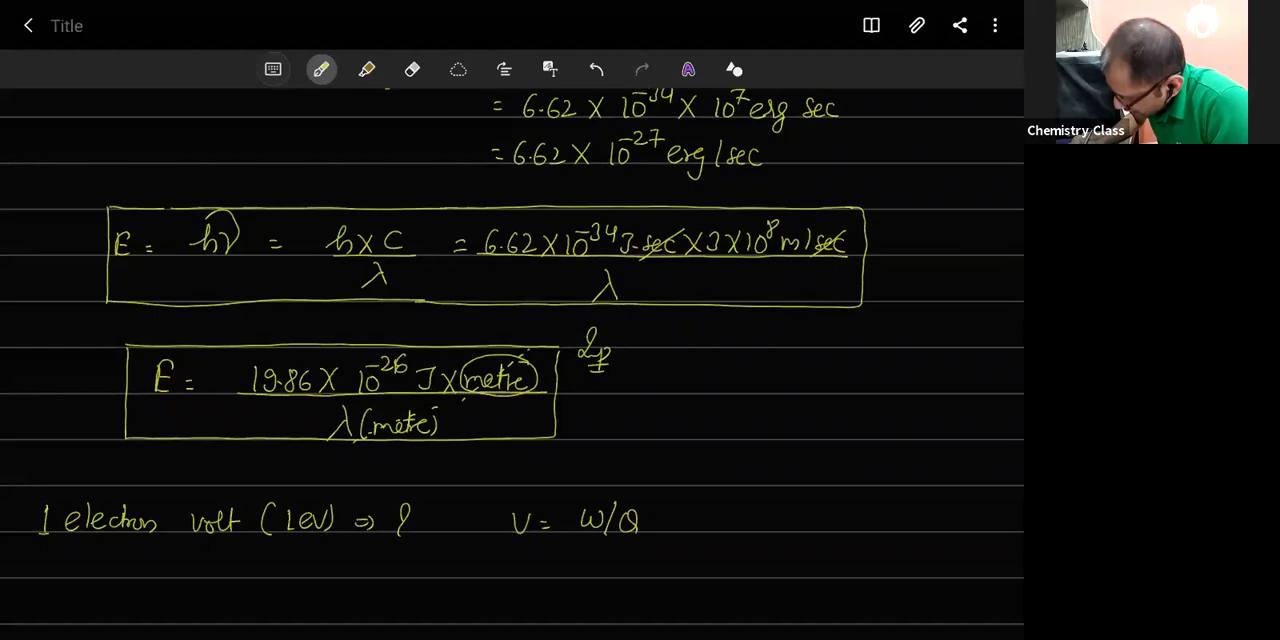 Title
= 6.62 X 10⁻³⁴ X 10⁷ erg sec
= 6.62 X 10⁻²⁷ erg/sec
Chemistry Class
E = hν = h X C / λ = 6.62 X 10⁻³⁴ J-sec X 3 X 10⁸ m/sec / λ
E = 19.86 X 10⁻²⁶ J X (metre) / λ (metre)
1 electron volt (1eV) ⇒ ? V = W/Q